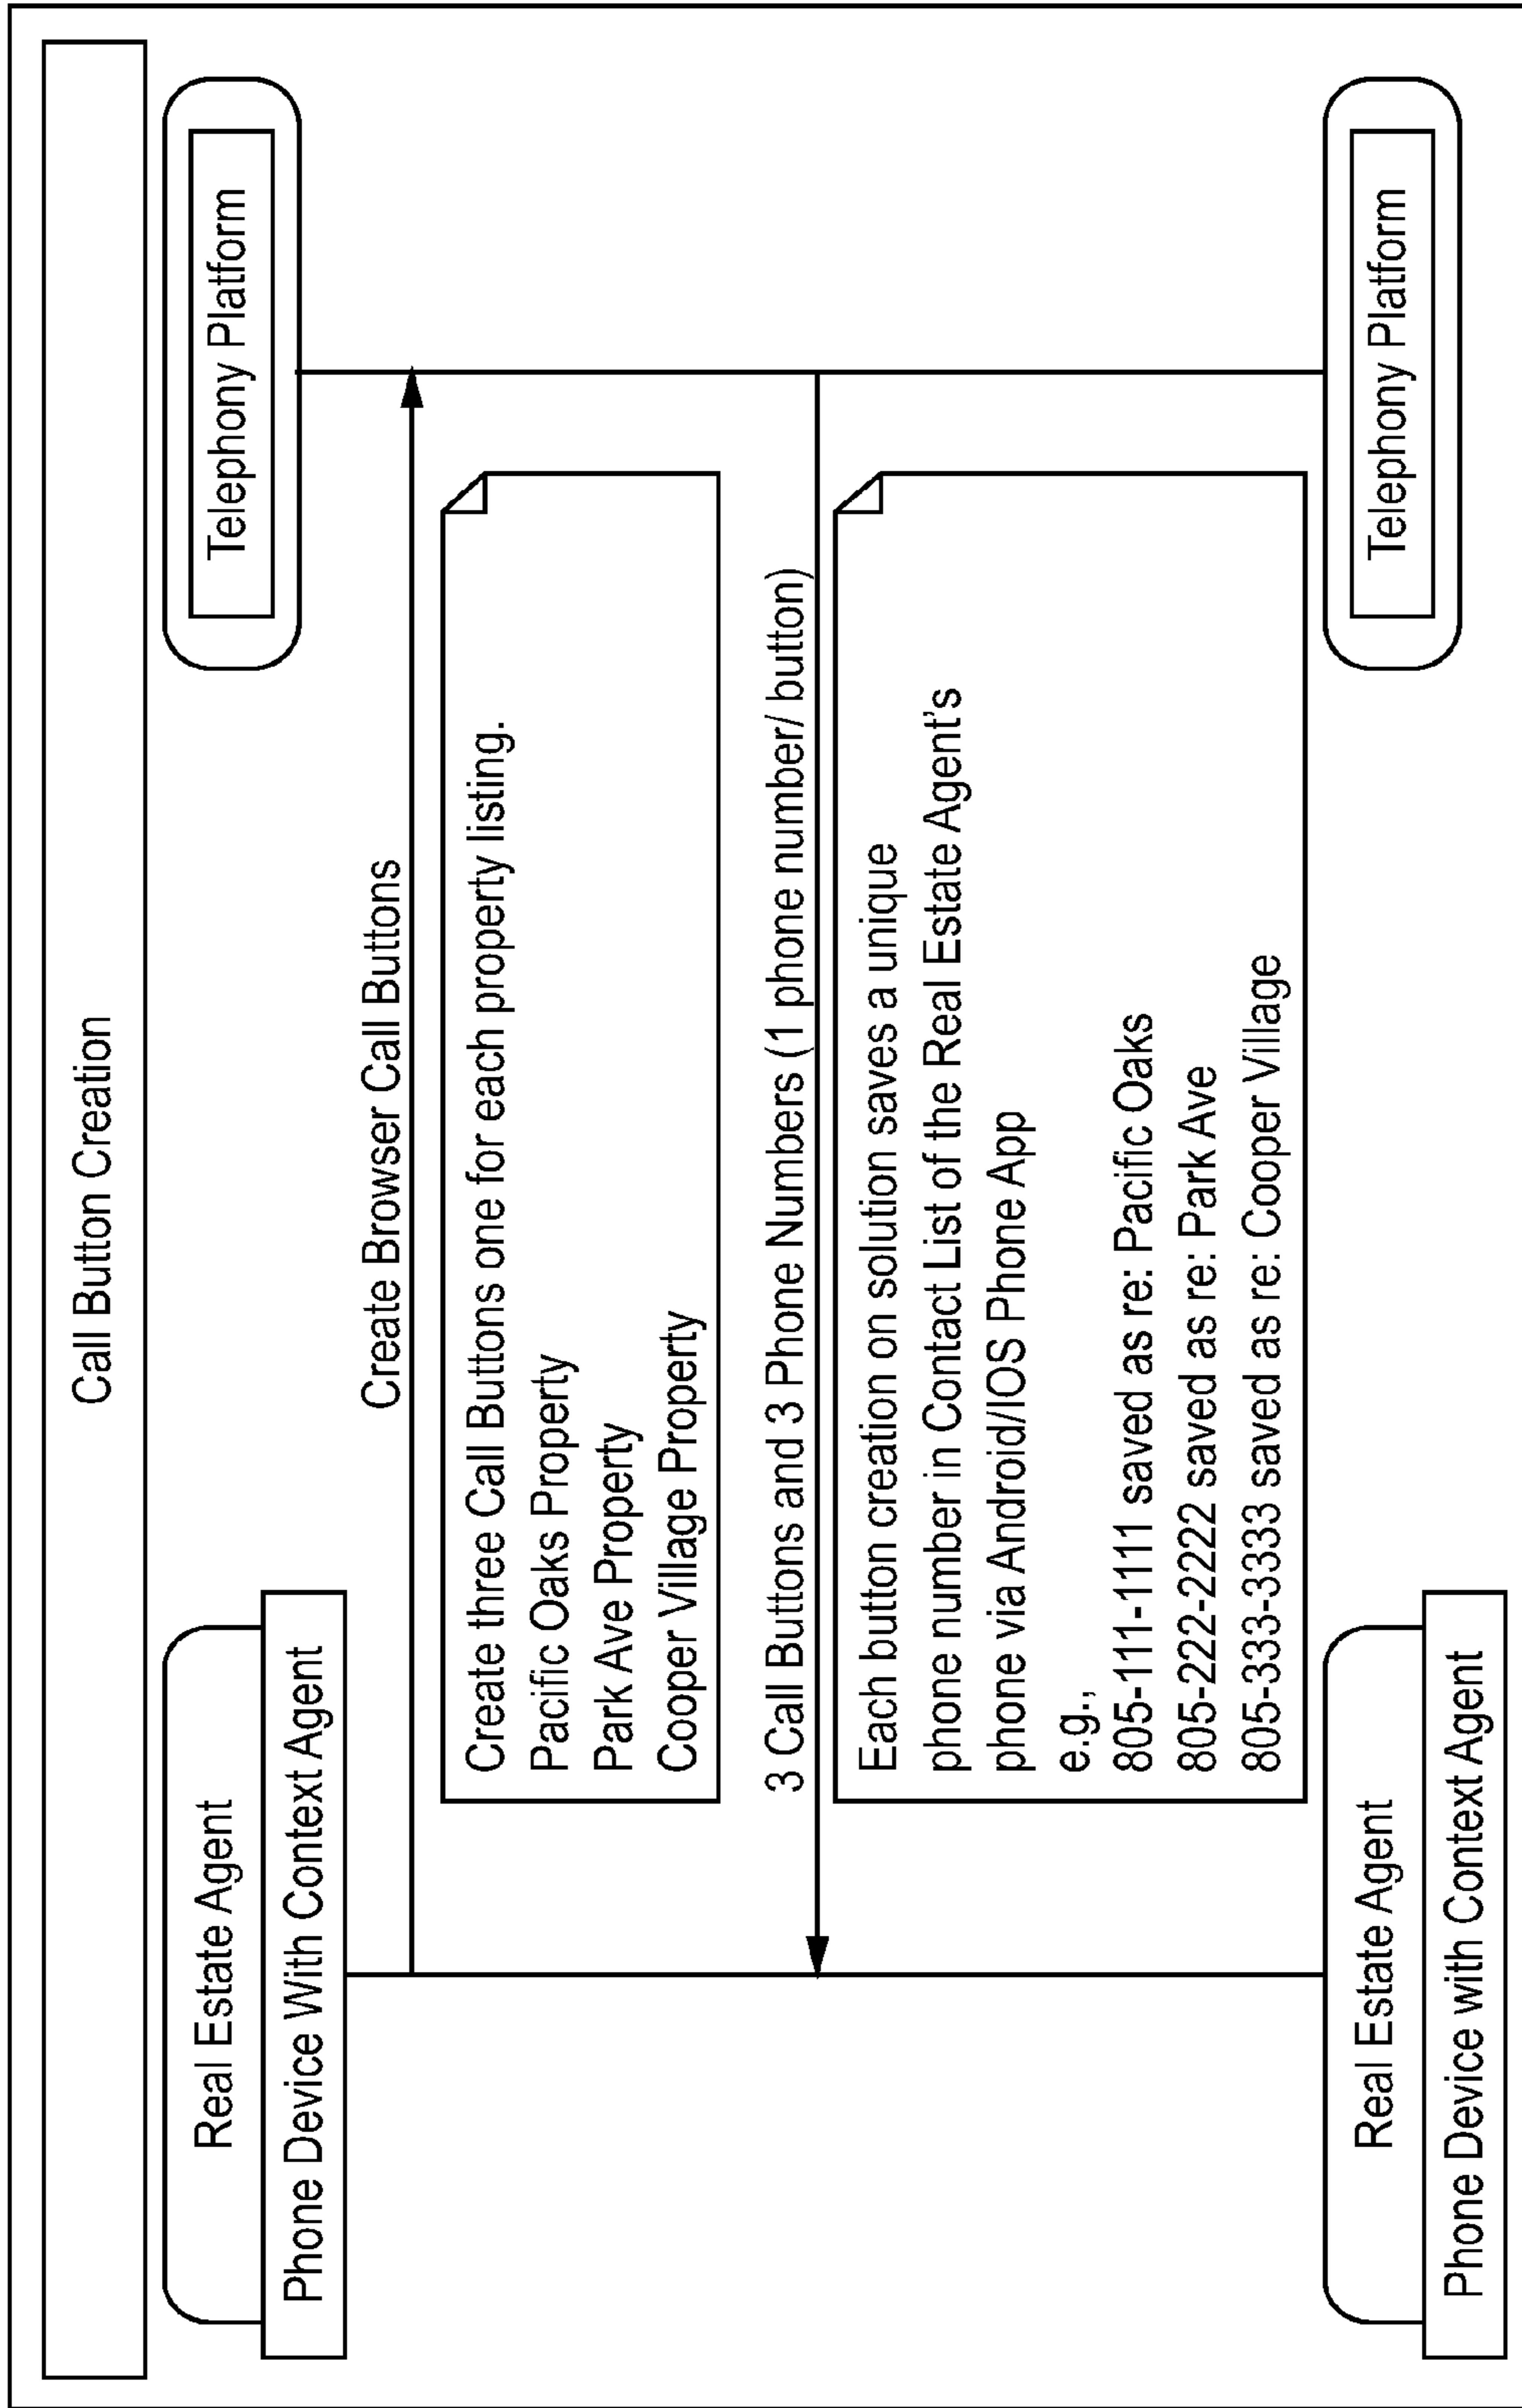 Call Button Creation
Real Estate Agent
Phone Device With Context Agent
Telephony Platform
Create Browser Call Buttons
Create three Call Buttons one for each property listing.
Pacific Oaks Property
Park Ave Property
Cooper Village Property
3 Call Buttons and 3 Phone Numbers (1 phone number/ button)
Each button creation on solution saves a unique
phone number in Contact List of the Real Estate Agent's
phone via Android/IOS Phone App
e.g.,
805-111-1111 saved as re: Pacific Oaks
805-222-2222 saved as re: Park Ave
805-333-3333 saved as re: Cooper Village
Real Estate Agent
Phone Device with Context Agent
Telephony Platform